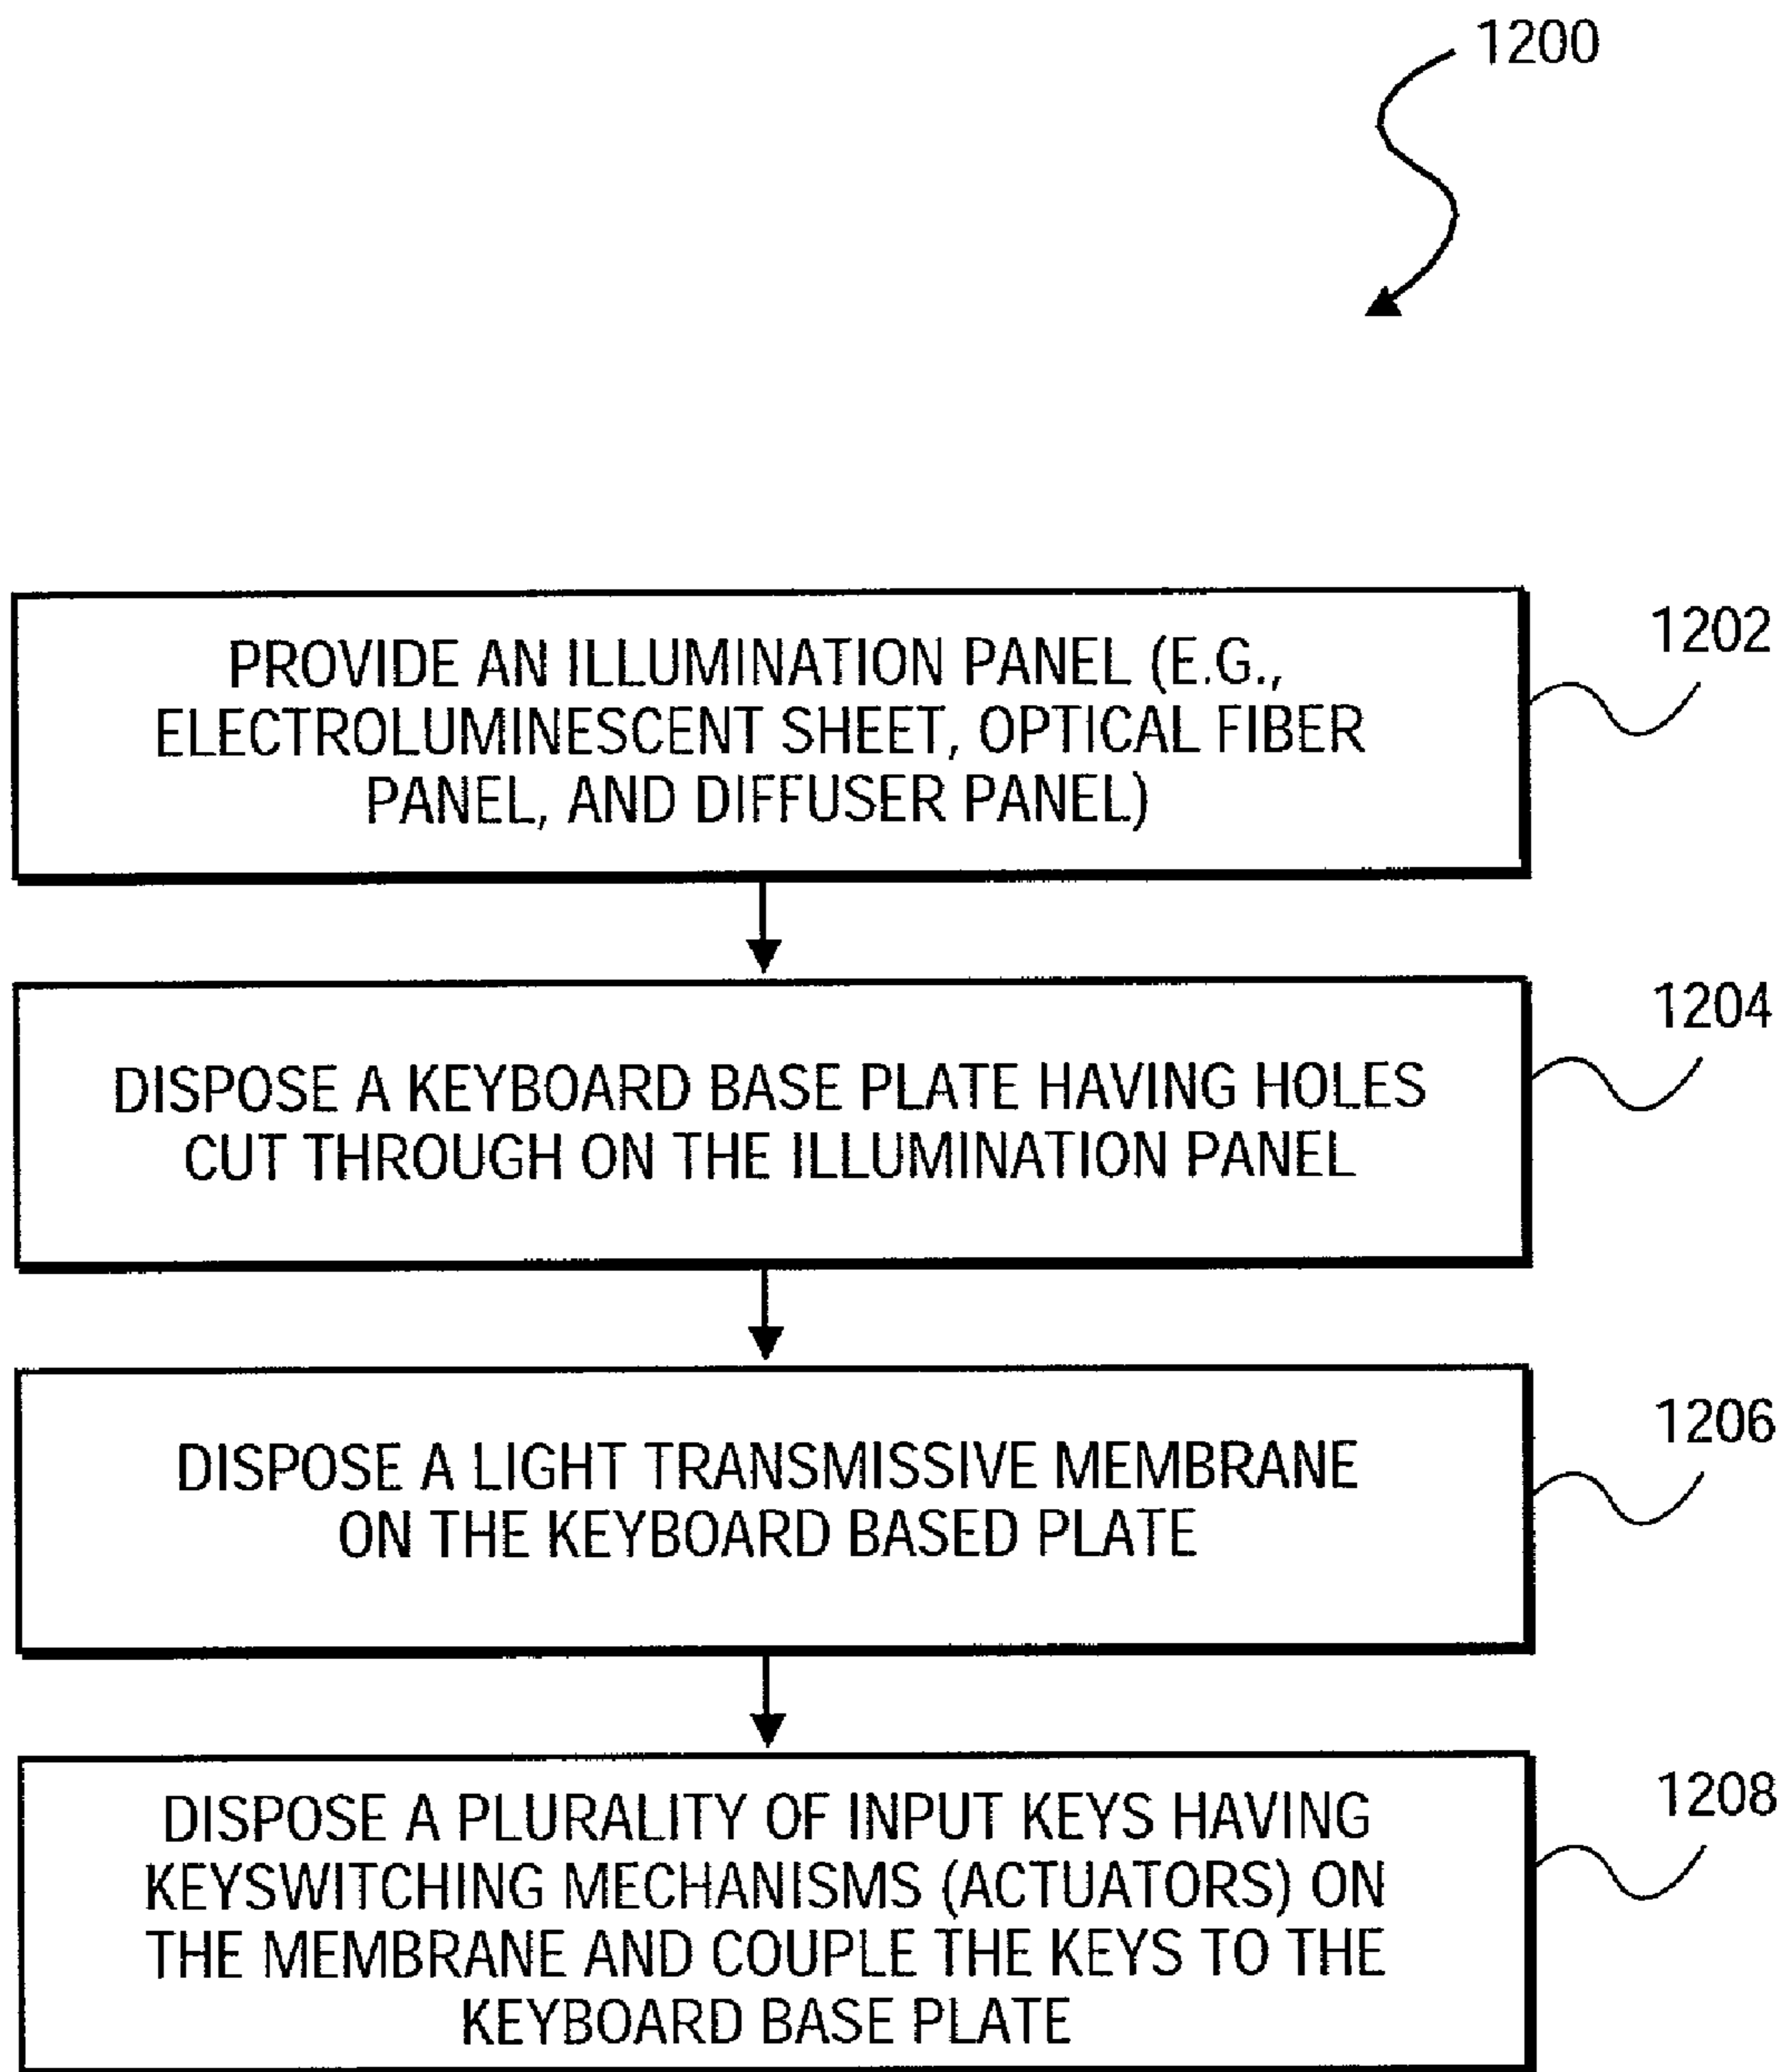 1200
PROVIDE AN ILLUMINATION PANEL (E.G.,
ELECTROLUMINESCENT SHEET, OPTICAL FIBER
PANEL, AND DIFFUSER PANEL)
1202
DISPOSE A KEYBOARD BASE PLATE HAVING HOLES
CUT THROUGH ON THE ILLUMINATION PANEL
1204
DISPOSE A LIGHT TRANSMISSIVE MEMBRANE
ON THE KEYBOARD BASED PLATE
1206
DISPOSE A PLURALITY OF INPUT KEYS HAVING
KEYSWITCHING MECHANISMS (ACTUATORS) ON
THE MEMBRANE AND COUPLE THE KEYS TO THE
KEYBOARD BASE PLATE
1208